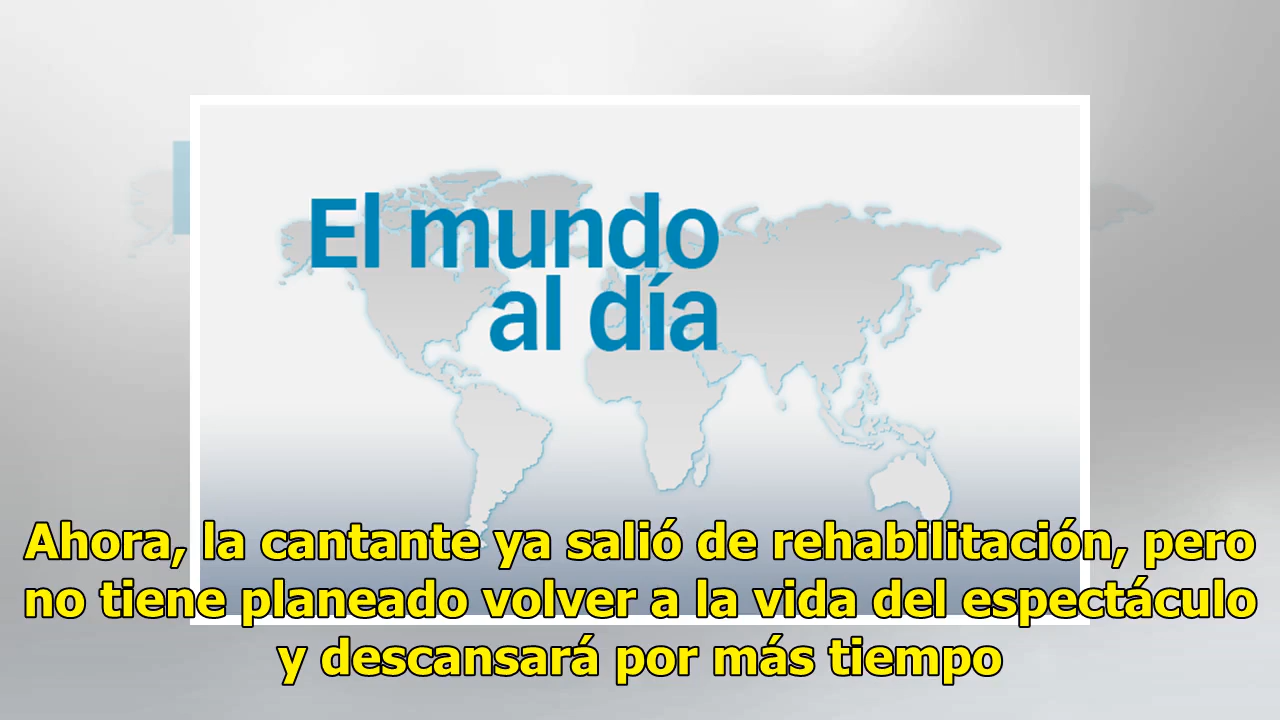 El mundo
al día
Ahora, la cantante ya salió de rehabilitación, pero
no tiene planeado volver a la vida del espectáculo
y descansará por más tiempo